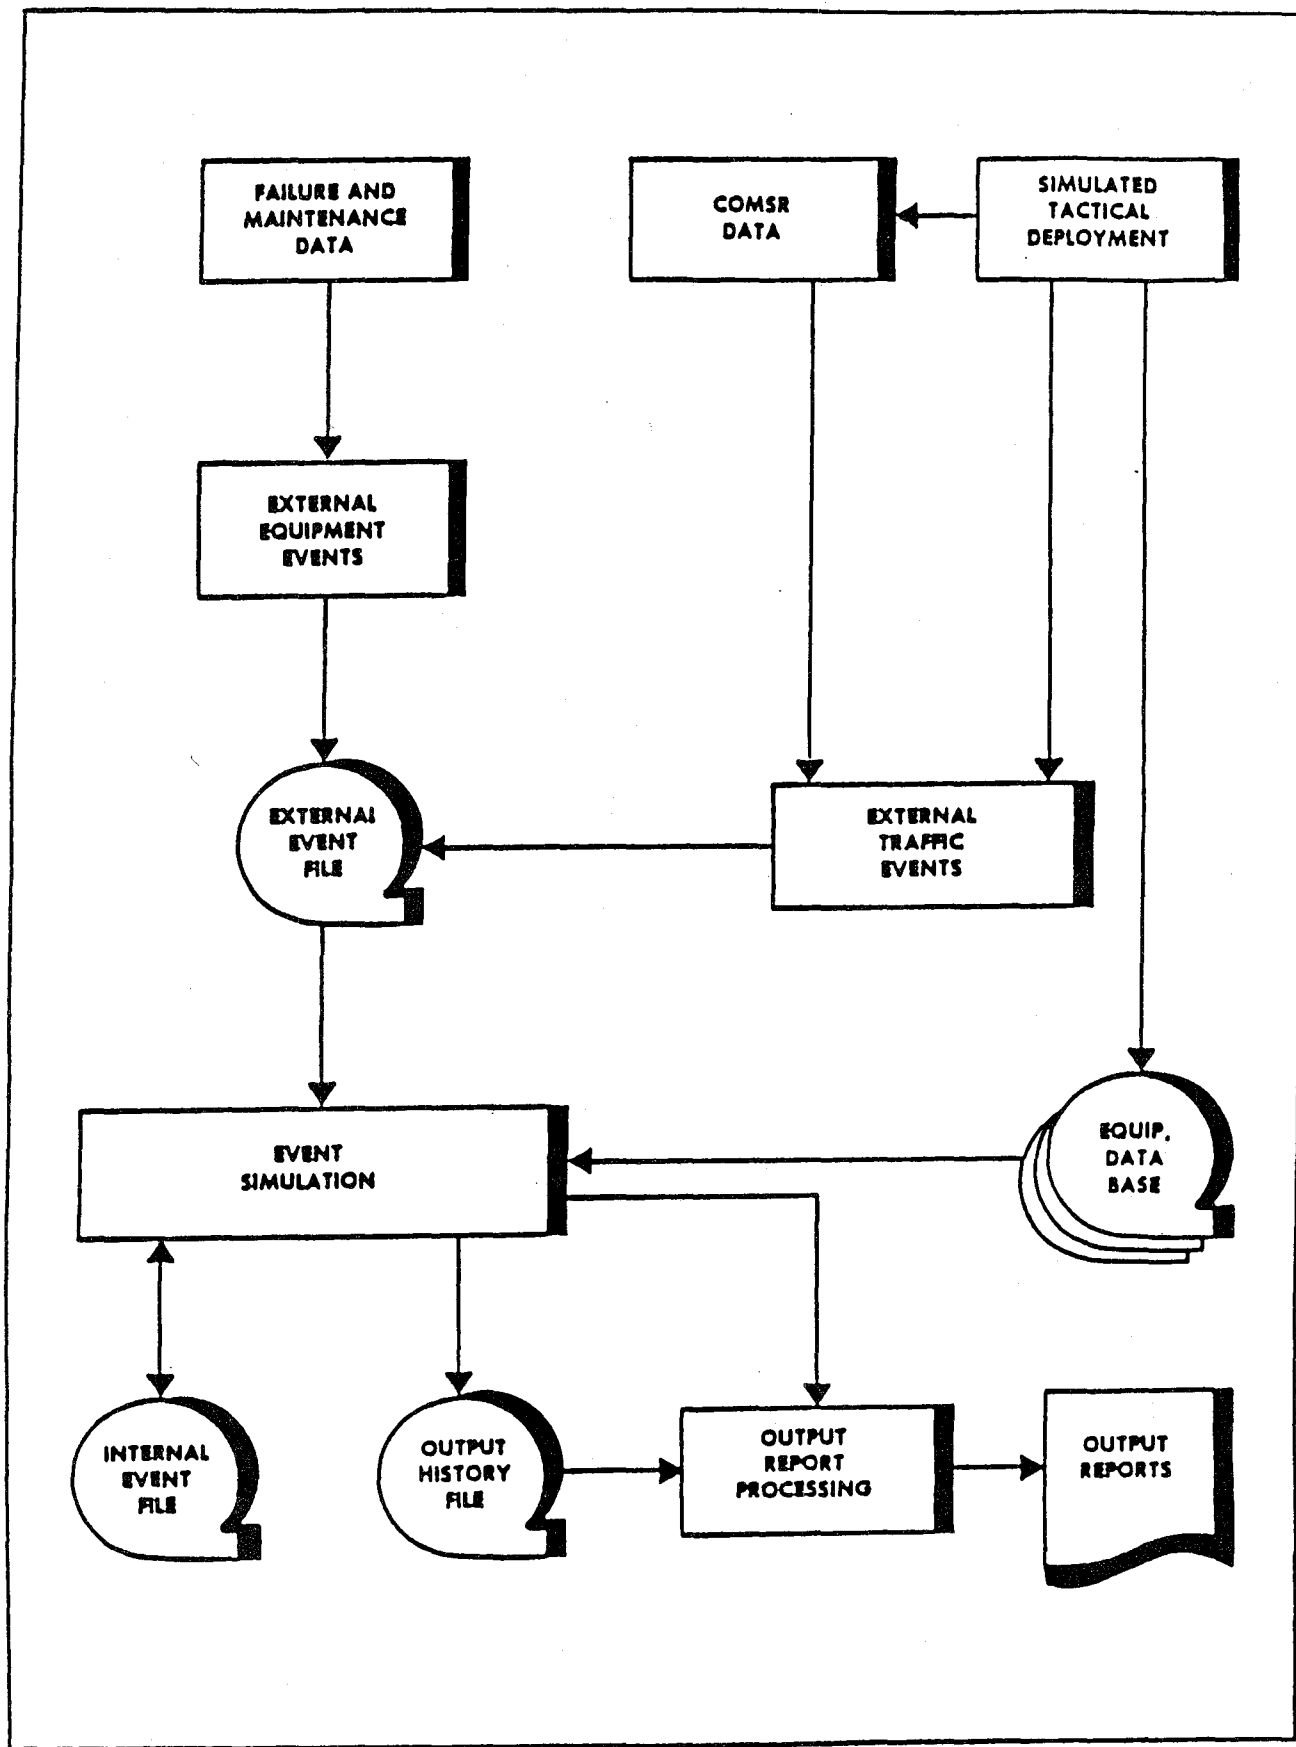 FAILURE AND
MAINTENANCE
DATA
COMSR
DATA
SIMULATED
TACTICAL
DEPLOYMENT
EXTERNAL
EQUIPMENT
EVENTS
EXTERNAL
EVENT
FILE
EXTERNAL
TRAFFIC
EVENTS
EVENT
SIMULATION
EQUIP.
DATA
BASE
INTERNAL
EVENT
FILE
OUTPUT
HISTORY
FILE
OUTPUT
REPORT
PROCESSING
OUTPUT
REPORTS